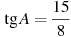 tgA = 15/8